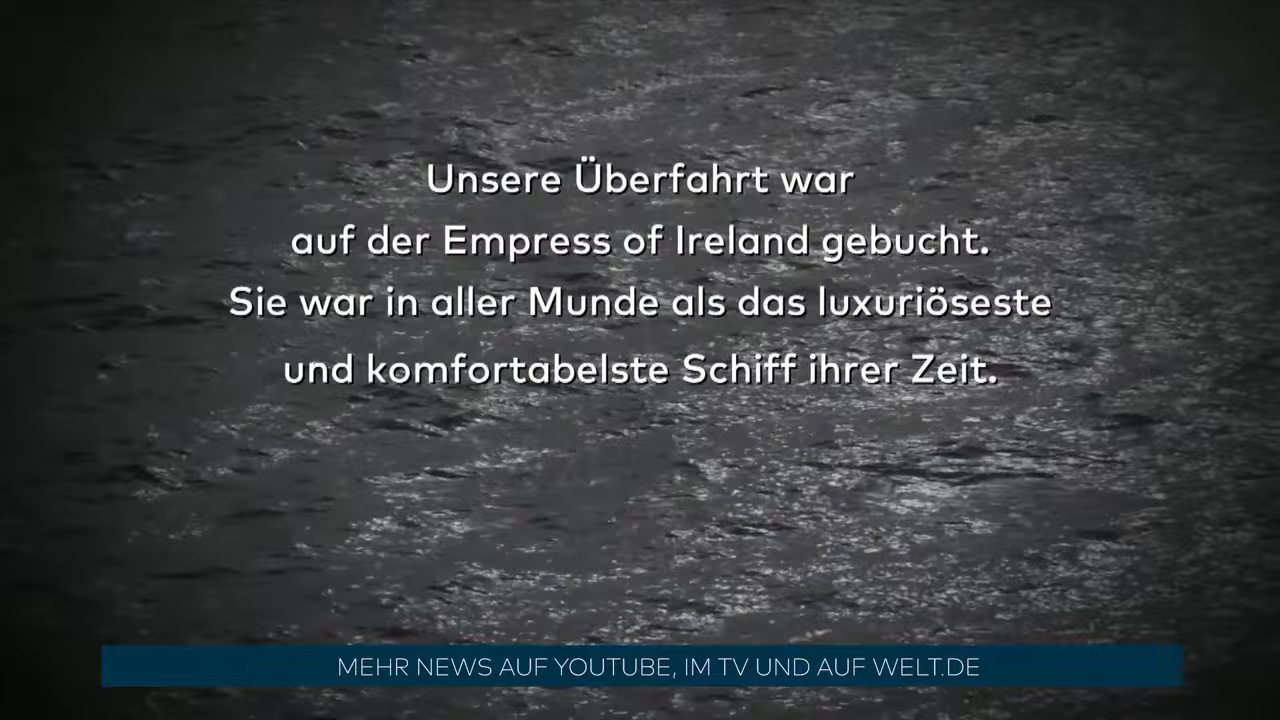 Unsere Überfahrt war
auf der Empress of Ireland gebucht.
Sie war in aller Munde als das luxuriöseste
und komfortabelste Schiff ihrer Zeit.
MEHR NEWS AUF YOUTUBE, IM TV UND AUF WELT.DE